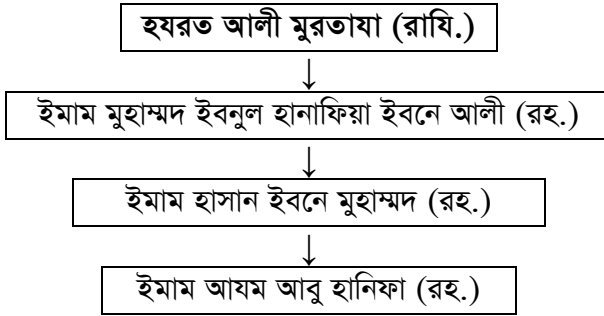 হযরত আলী মুরতাযা (রাযি.)
ইমাম মুহাম্মদ ইবনুল হানাফিয়া ইবনে আলী (রহ.)
ইমাম হাসান ইবনে মুহাম্মদ (রহ.)
ইমাম আযম আবু হানিফা (রহ.)